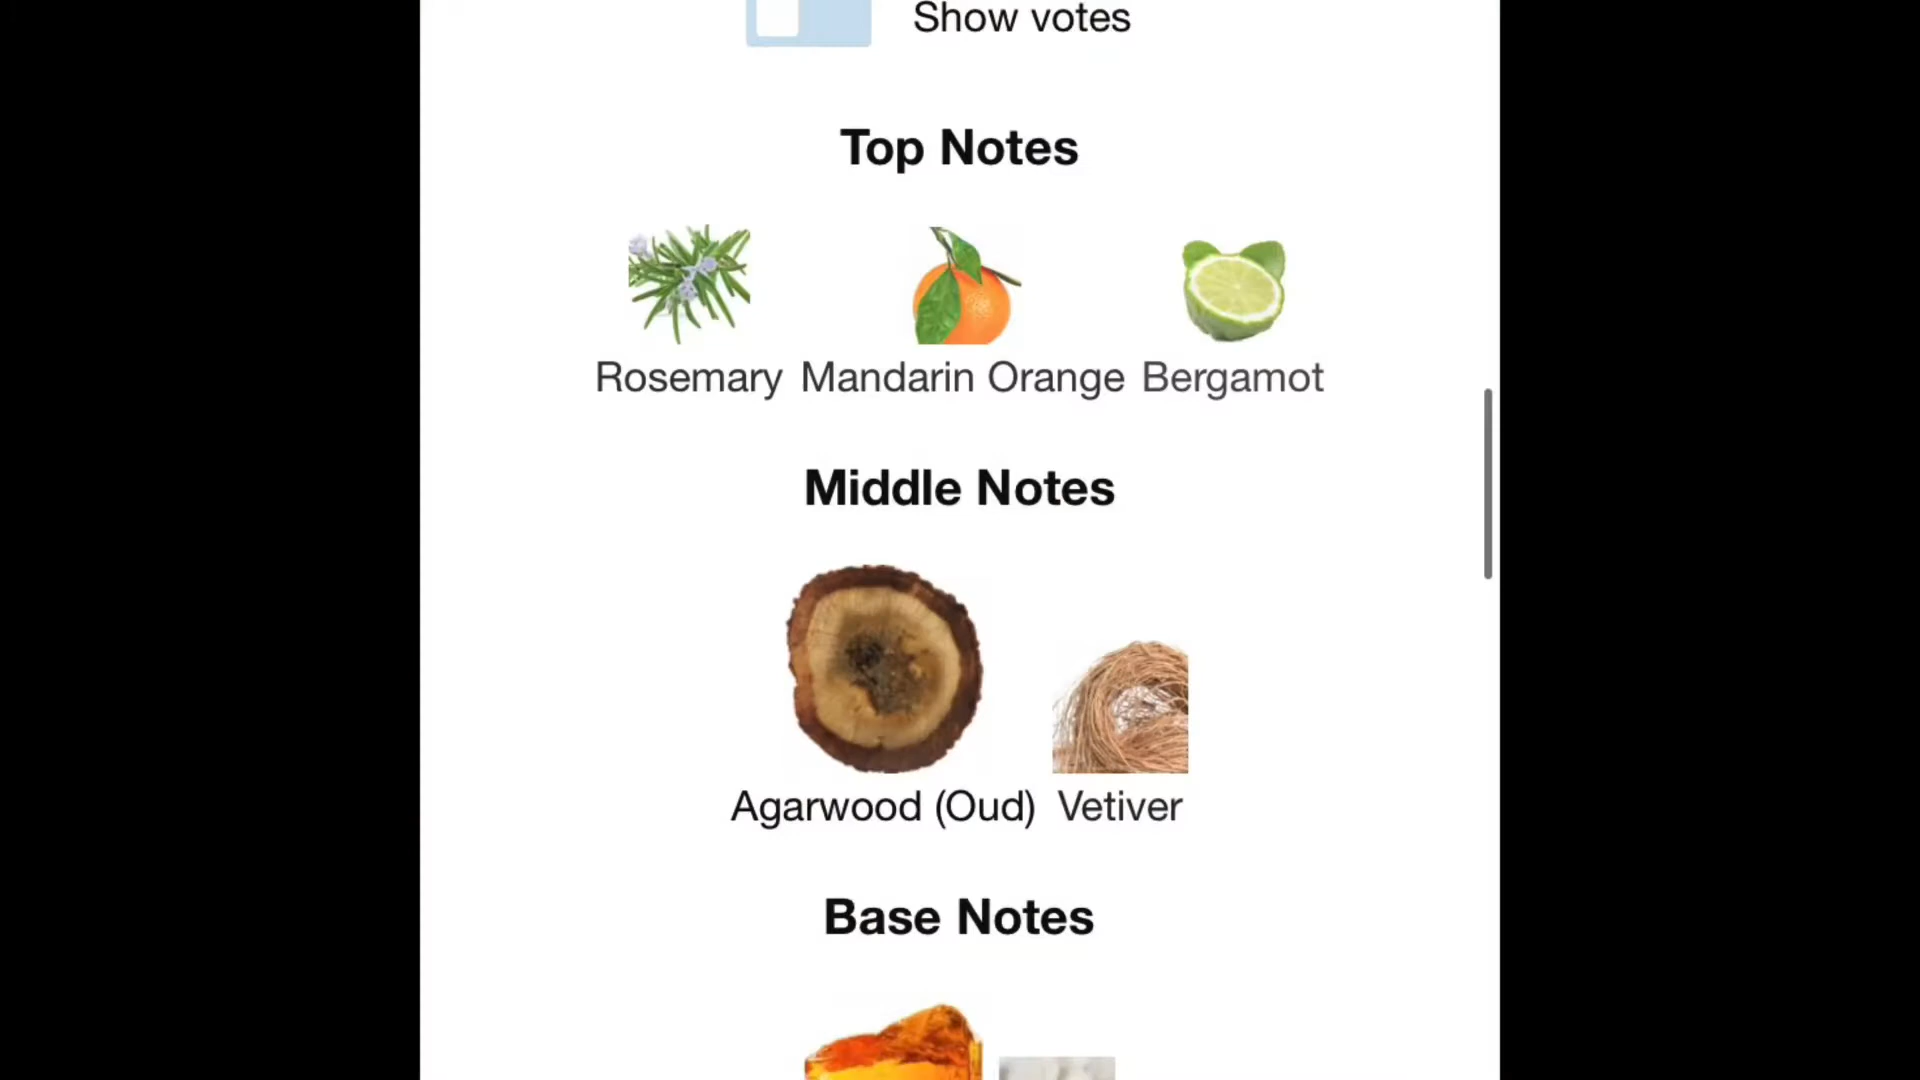 Show votes
Top Notes
Rosemary Mandarin Orange Bergamot
Middle Notes
Agarwood (Oud) Vetiver
Base Notes